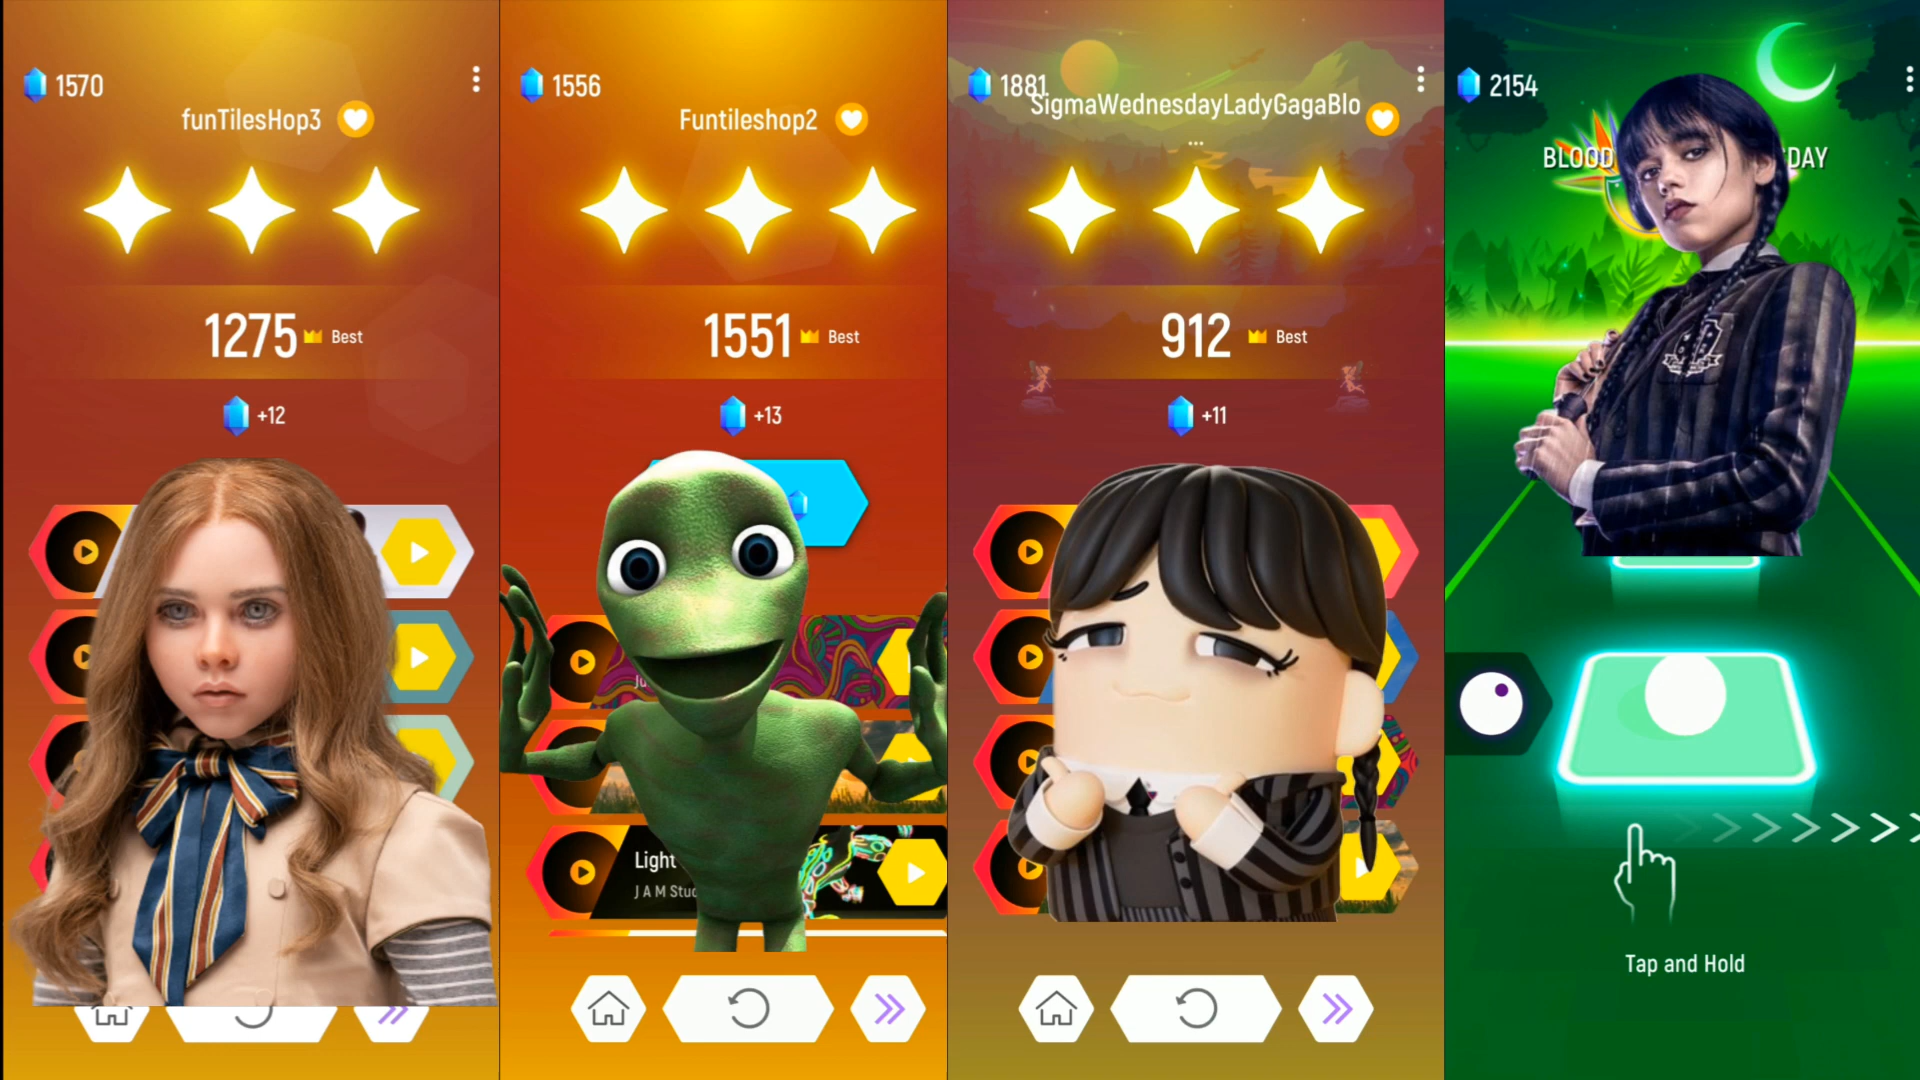 1570
funTilesHop3
1275 Best
+12
1556
Funtileshop2
1551 Best
+13
Light
J A M
1881
SigmaWednesdayLadyGagaBlo
...
912 Best
+11
2154
BLOOD DAY
Tap and Hold